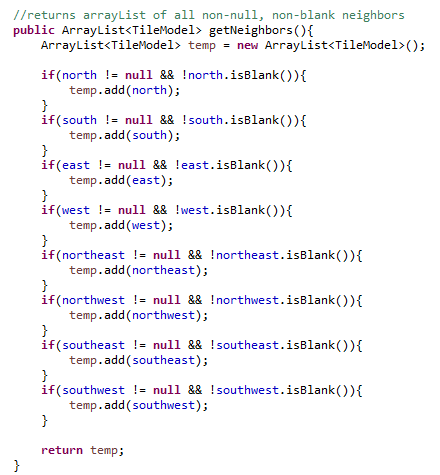 //returns arrayList of all non-null, non-blank neighbors
public ArrayList<TileModel> getNeighbors(){
    ArrayList<TileModel> temp = new ArrayList<TileModel>();

    if(north != null && !north.isBlank()){
        temp.add(north);
    }
    if(south != null && !south.isBlank()){
        temp.add(south);
    }
    if(east != null && !east.isBlank()){
        temp.add(east);
    }
    if(west != null && !west.isBlank()){
        temp.add(west);
    }
    if(northeast != null && !northeast.isBlank()){
        temp.add(northeast);
    }
    if(northwest != null && !northwest.isBlank()){
        temp.add(northwest);
    }
    if(southeast != null && !southeast.isBlank()){
        temp.add(southeast);
    }
    if(southwest != null && !southwest.isBlank()){
        temp.add(southwest);
    }

    return temp;
}